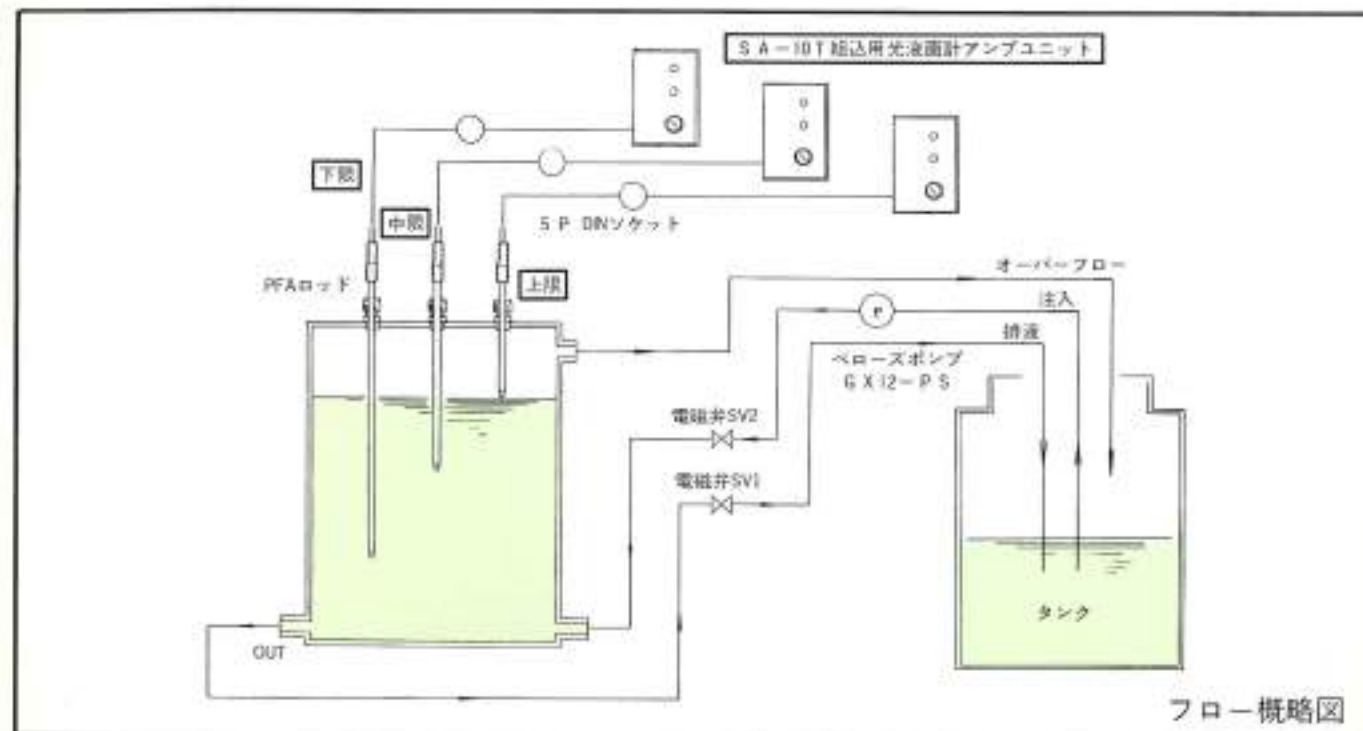 SA-10T組込用光液面計アンプユニット
下限
中限
5P DINソケット
PFAロッド
上限
オーバーフロー
注入
P
排液
ベローズポンプ
GX12-PS
電磁弁SV2
電磁弁SV1
タンク
OUT
フロー概略図